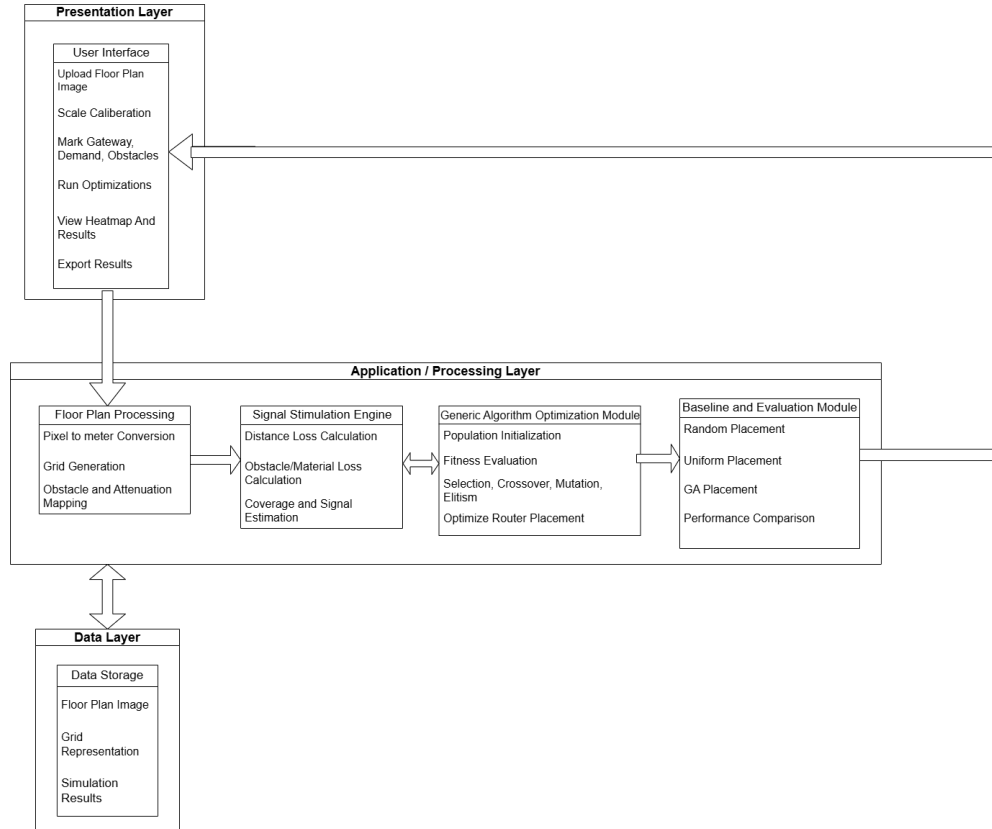 Presentation Layer
User Interface
Upload Floor Plan
Image
Scale Caliberation
Mark Gateway,
Demand, Obstacles
Run Optimizations
View Heatmap And
Results
Export Results
Application / Processing Layer
Floor Plan Processing
Pixel to meter Conversion
Grid Generation
Obstacle and Attenuation
Mapping
Signal Stimulation Engine
Distance Loss Calculation
Obstacle/Material Loss
Calculation
Coverage and Signal
Estimation
Generic Algorithm Optimization Module
Population Initialization
Fitness Evaluation
Selection, Crossover, Mutation,
Elitism
Optimize Router Placement
Baseline and Evaluation Module
Random Placement
Uniform Placement
GA Placement
Performance Comparison
Data Layer
Data Storage
Floor Plan Image
Grid
Representation
Simulation
Results